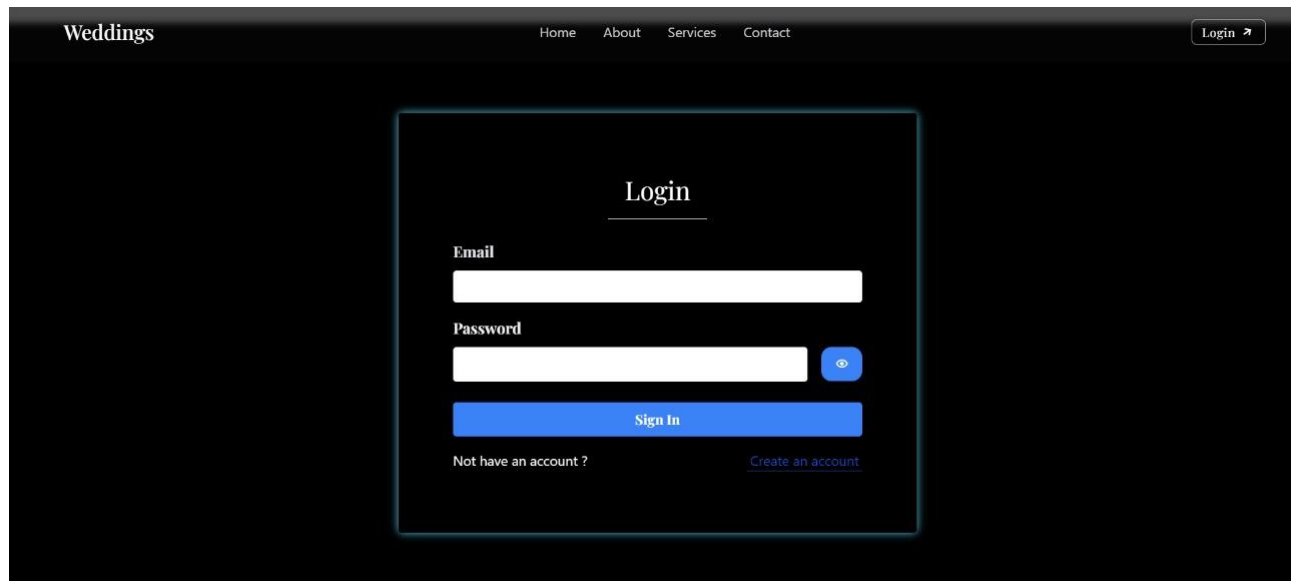 Weddings
Home About Services Contact
Login
Login
Email
Password
Sign In
Not have an account ? Create an account